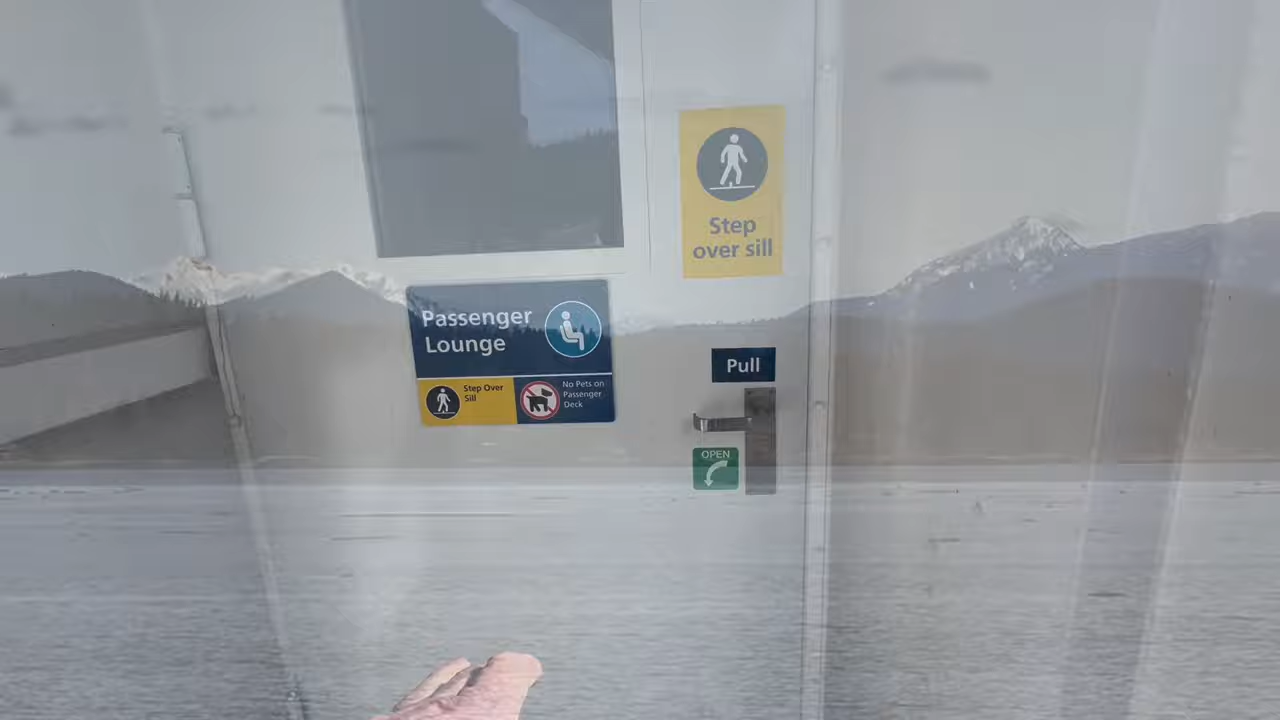 Step
over sill
Passenger
Lounge
Step Over
Sill
No Pets on
Passenger
Deck
Pull
OPEN